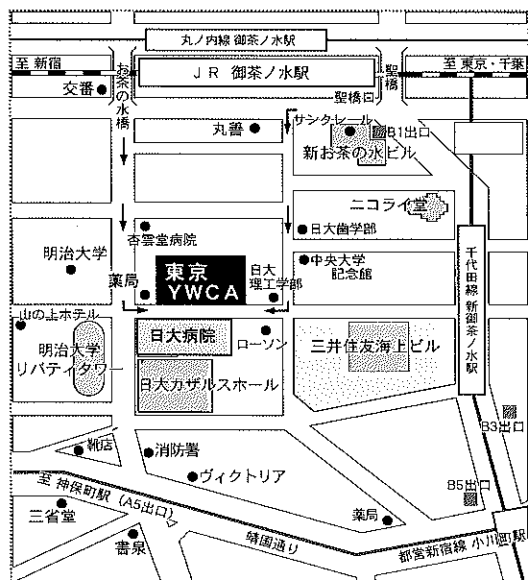 丸ノ内線 御茶ノ水駅
至 新宿
JR 御茶ノ水駅
至 東京・千葉
お茶の水橋
聖橋
交番
聖橋口
丸善
サンクレール
B1出口
新お茶の水ビル
ニコライ堂
杏雲堂病院
日大歯学部
明治大学
中央大学
記念館
東京
YWCA
日大
理工学部
薬局
千代田線 新御茶ノ水駅
山の上ホテル
明治大学
リバティタワー
日大病院
ローソン
三井住友海上ビル
日大カザルスホール
B3出口
靴店
消防署
ヴィクトリア
B5出口
至 神保町駅 (A5出口)
三省堂
書泉
薬局
靖国通り
都営新宿線 小川町駅